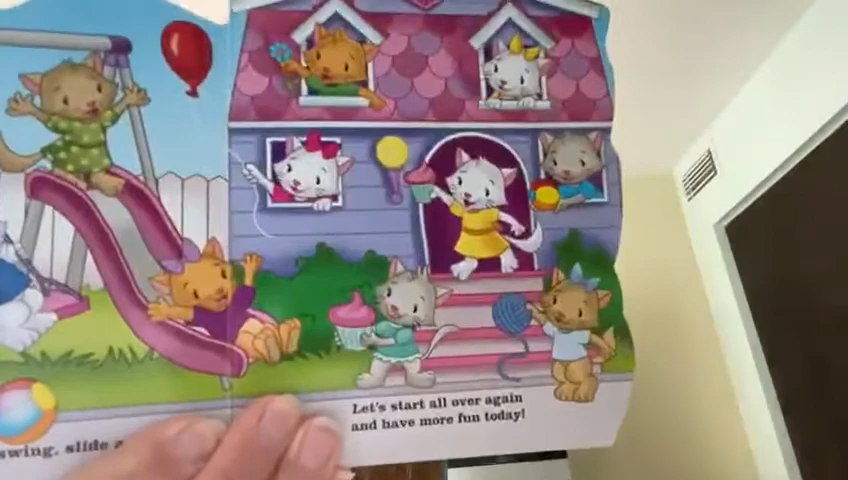 swing, slide
Let's start all over again
and have more fun today!